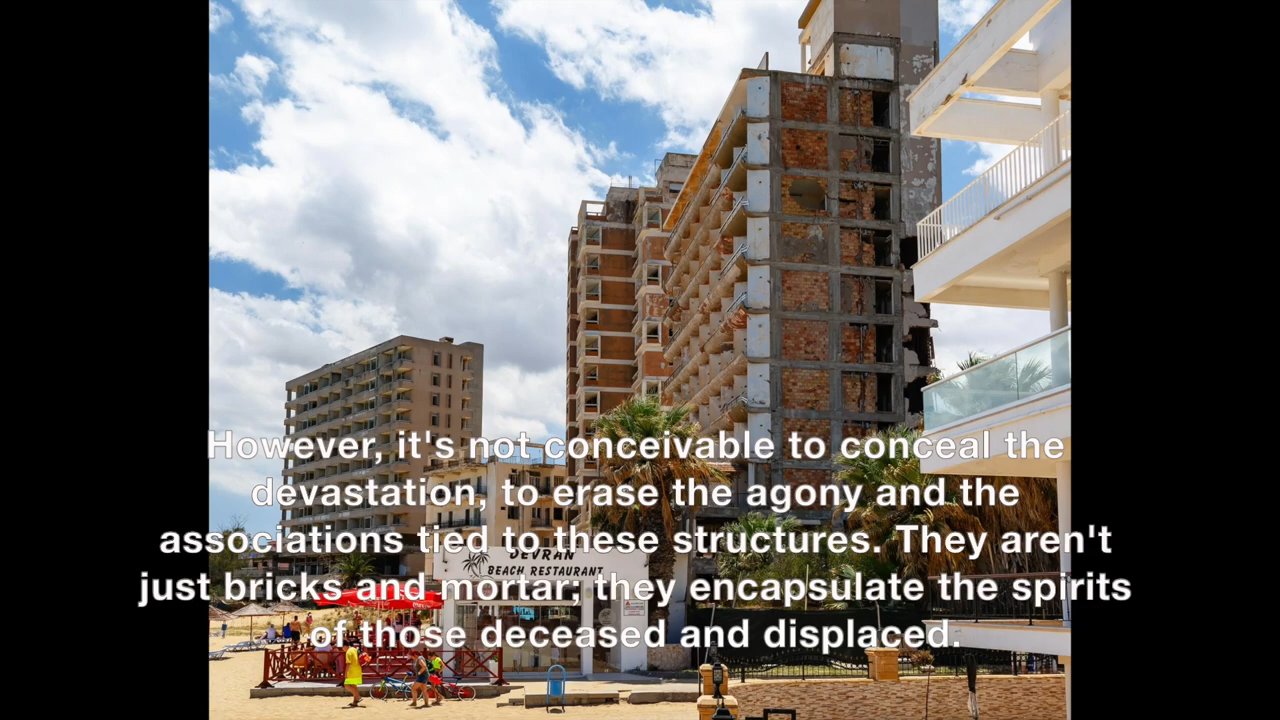 However, it's not conceivable to conceal the
devastation, to erase the agony and the
associations tied to these structures. They aren't
just bricks and mortar; they encapsulate the spirits
of those deceased and displaced.
DEVRAN
BEACH RESTAURANT